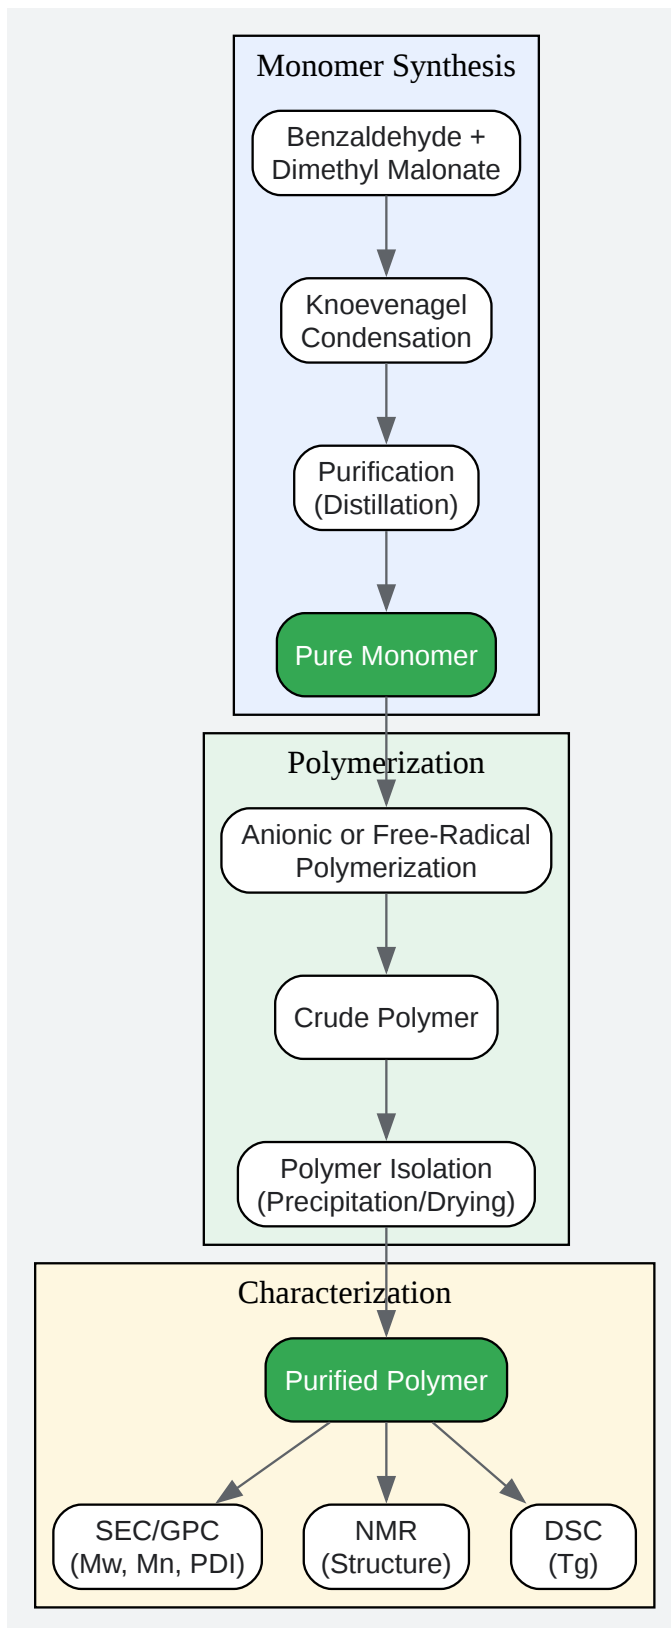 Monomer Synthesis
Benzaldehyde +
Dimethyl Malonate
Knoevenagel
Condensation
Purification
(Distillation)
Pure Monomer
Polymerization
Anionic or Free-Radical
Polymerization
Crude Polymer
Polymer Isolation
(Precipitation/Drying)
Characterization
Purified Polymer
SEC/GPC
(Mw, Mn, PDI)
NMR
(Structure)
DSC
(Tg)